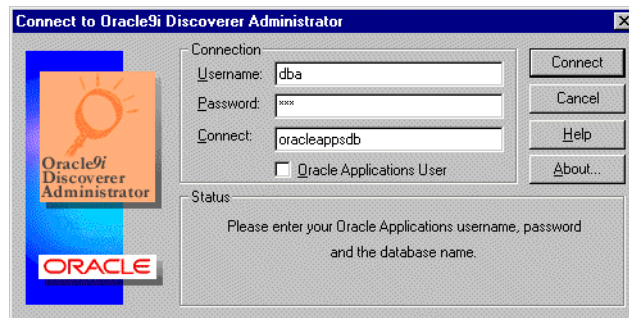 Connect to Oracle9i Discoverer Administrator
Connection
Username: dba
Password: ***
Connect: oracleappsdb
Oracle Applications User
Connect
Cancel
Help
About...
Oracle9i
Discoverer
Administrator
ORACLE
Status
Please enter your Oracle Applications username, password
and the database name.